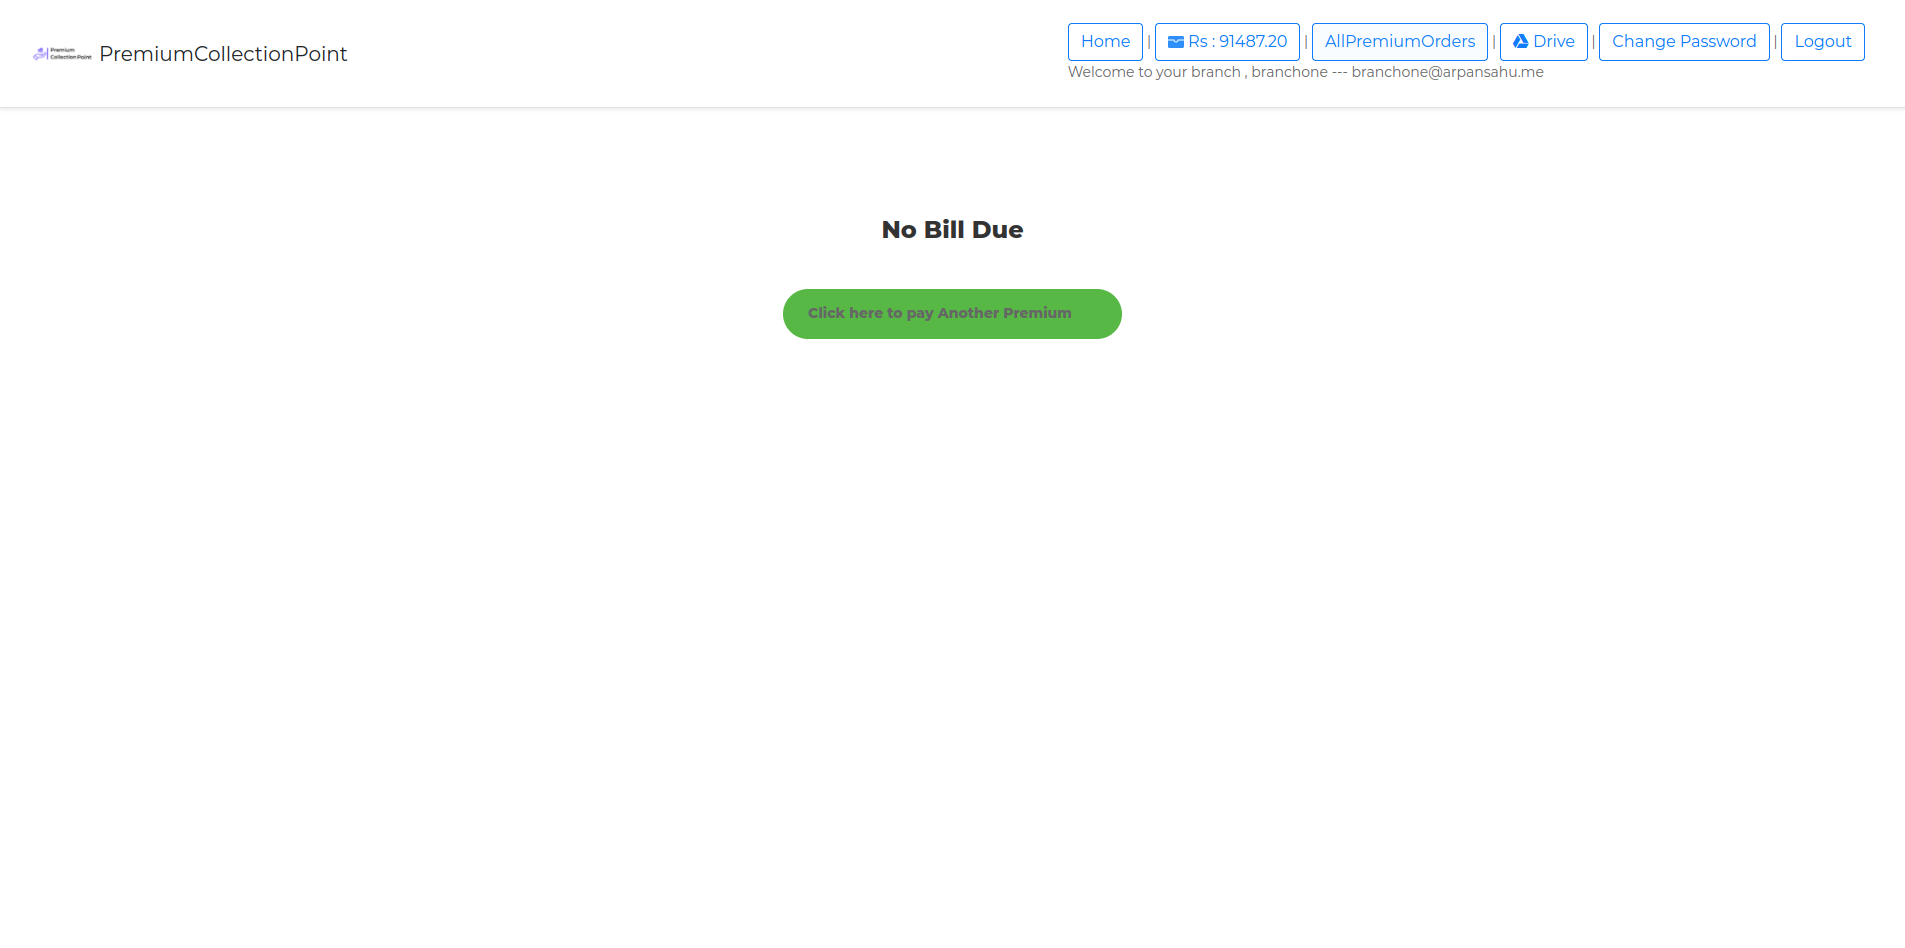 Premium
Collection Point
PremiumCollectionPoint
Home | Rs : 91487.20 | AllPremiumOrders | Drive | Change Password | Logout
Welcome to your branch , branchone --- branchone@arpansahu.me
No Bill Due
Click here to pay Another Premium